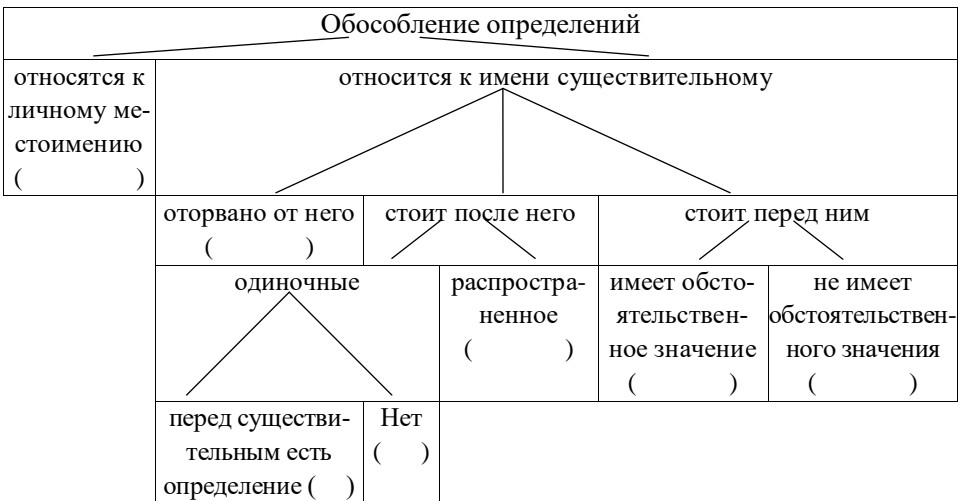 Обособление определений
относятся к
личному ме-
стоимению
(             )
относится к имени существительному
оторвано от него
(             )
стоит после него
стоит перед ним
одиночные
распростра-
ненное
(             )
имеет обсто-
ятельствен-
ное значение
(             )
не имеет
обстоятельствен-
ного значения
(             )
перед существи-
тельным есть
определение (    )
Нет
(    )